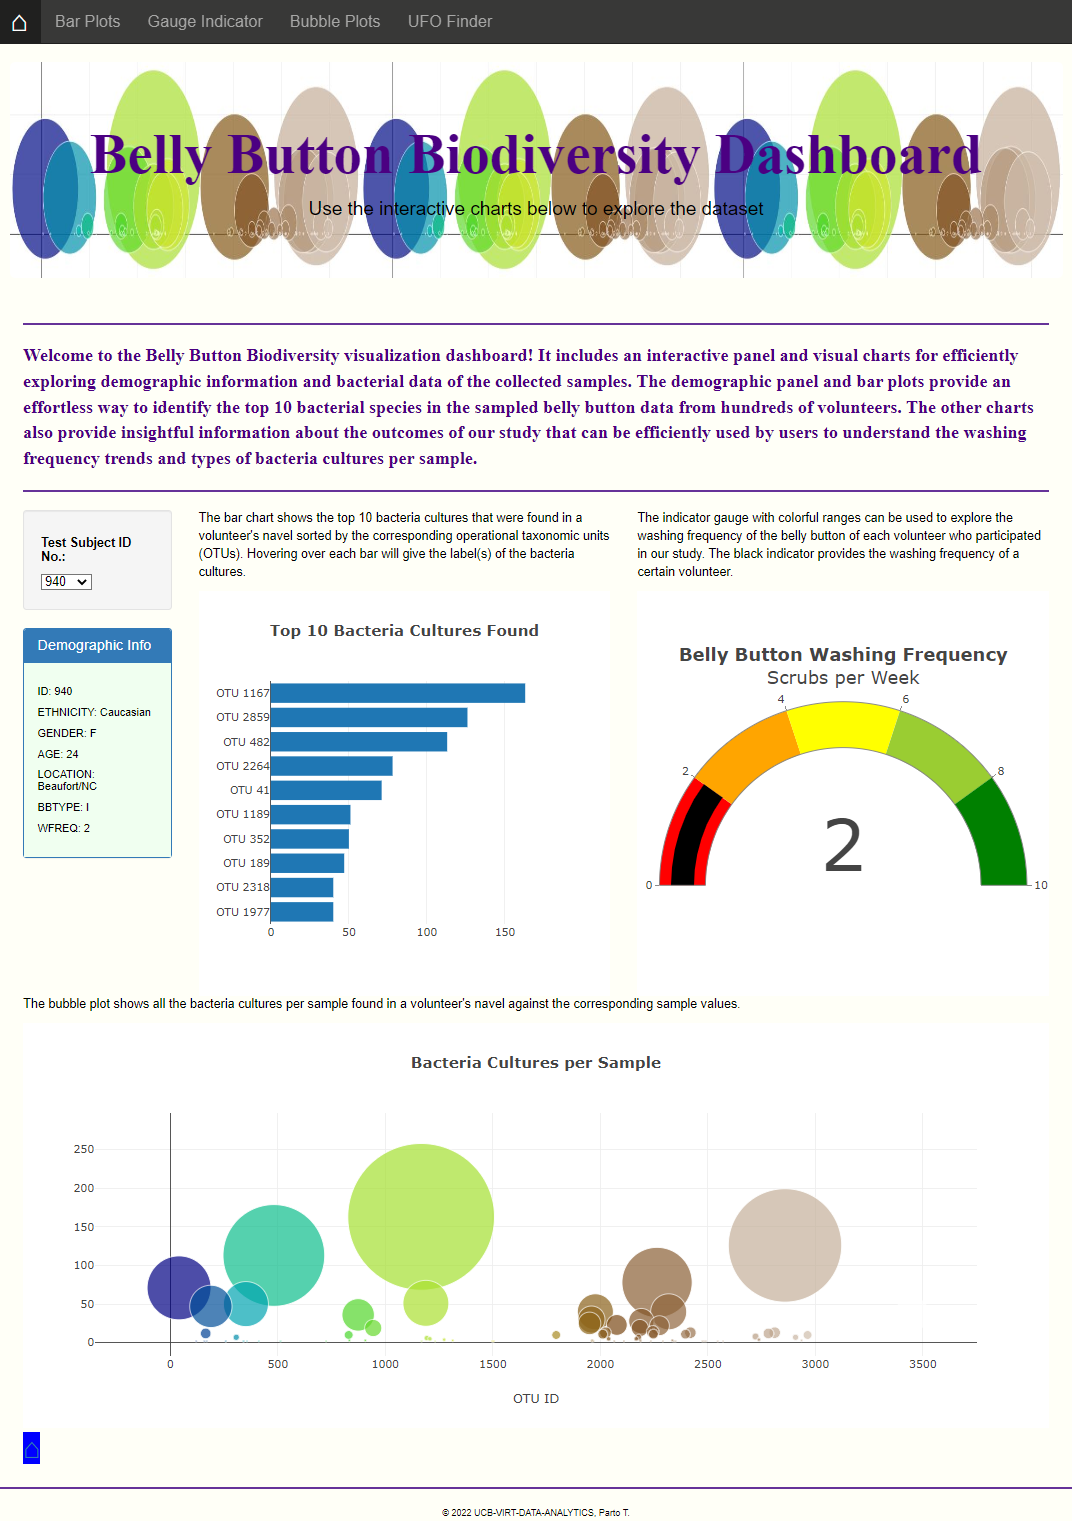 Bar Plots Gauge Indicator Bubble Plots UFO Finder
Belly Button Biodiversity Dashboard
Use the interactive charts below to explore the dataset
Welcome to the Belly Button Biodiversity visualization dashboard! It includes an interactive panel and visual charts for efficiently
exploring demographic information and bacterial data of the collected samples. The demographic panel and bar plots provide an
effortless way to identify the top 10 bacterial species in the sampled belly button data from hundreds of volunteers. The other charts
also provide insightful information about the outcomes of our study that can be efficiently used by users to understand the washing
frequency trends and types of bacteria cultures per sample.
Test Subject ID
No.:
940
Demographic Info
ID: 940
ETHNICITY: Caucasian
GENDER: F
AGE: 24
LOCATION:
Beaufort/NC
BBTYPE: I
WFREQ: 2
The bar chart shows the top 10 bacteria cultures that were found in a
volunteer's navel sorted by the corresponding operational taxonomic units
(OTUs). Hovering over each bar will give the label(s) of the bacteria
cultures.
Top 10 Bacteria Cultures Found
OTU 1167
OTU 2859
OTU 482
OTU 2264
OTU 41
OTU 1189
OTU 352
OTU 189
OTU 2318
OTU 1977
0 50 100 150
The indicator gauge with colorful ranges can be used to explore the
washing frequency of the belly button of each volunteer who participated
in our study. The black indicator provides the washing frequency of a
certain volunteer.
Belly Button Washing Frequency
Scrubs per Week
4 6
2 8
2
0 10
The bubble plot shows all the bacteria cultures per sample found in a volunteer's navel against the corresponding sample values.
Bacteria Cultures per Sample
250
200
150
100
50
0
0 500 1000 1500 2000 2500 3000 3500
OTU ID
© 2022 UCB-VIRT-DATA-ANALYTICS, Parto T.